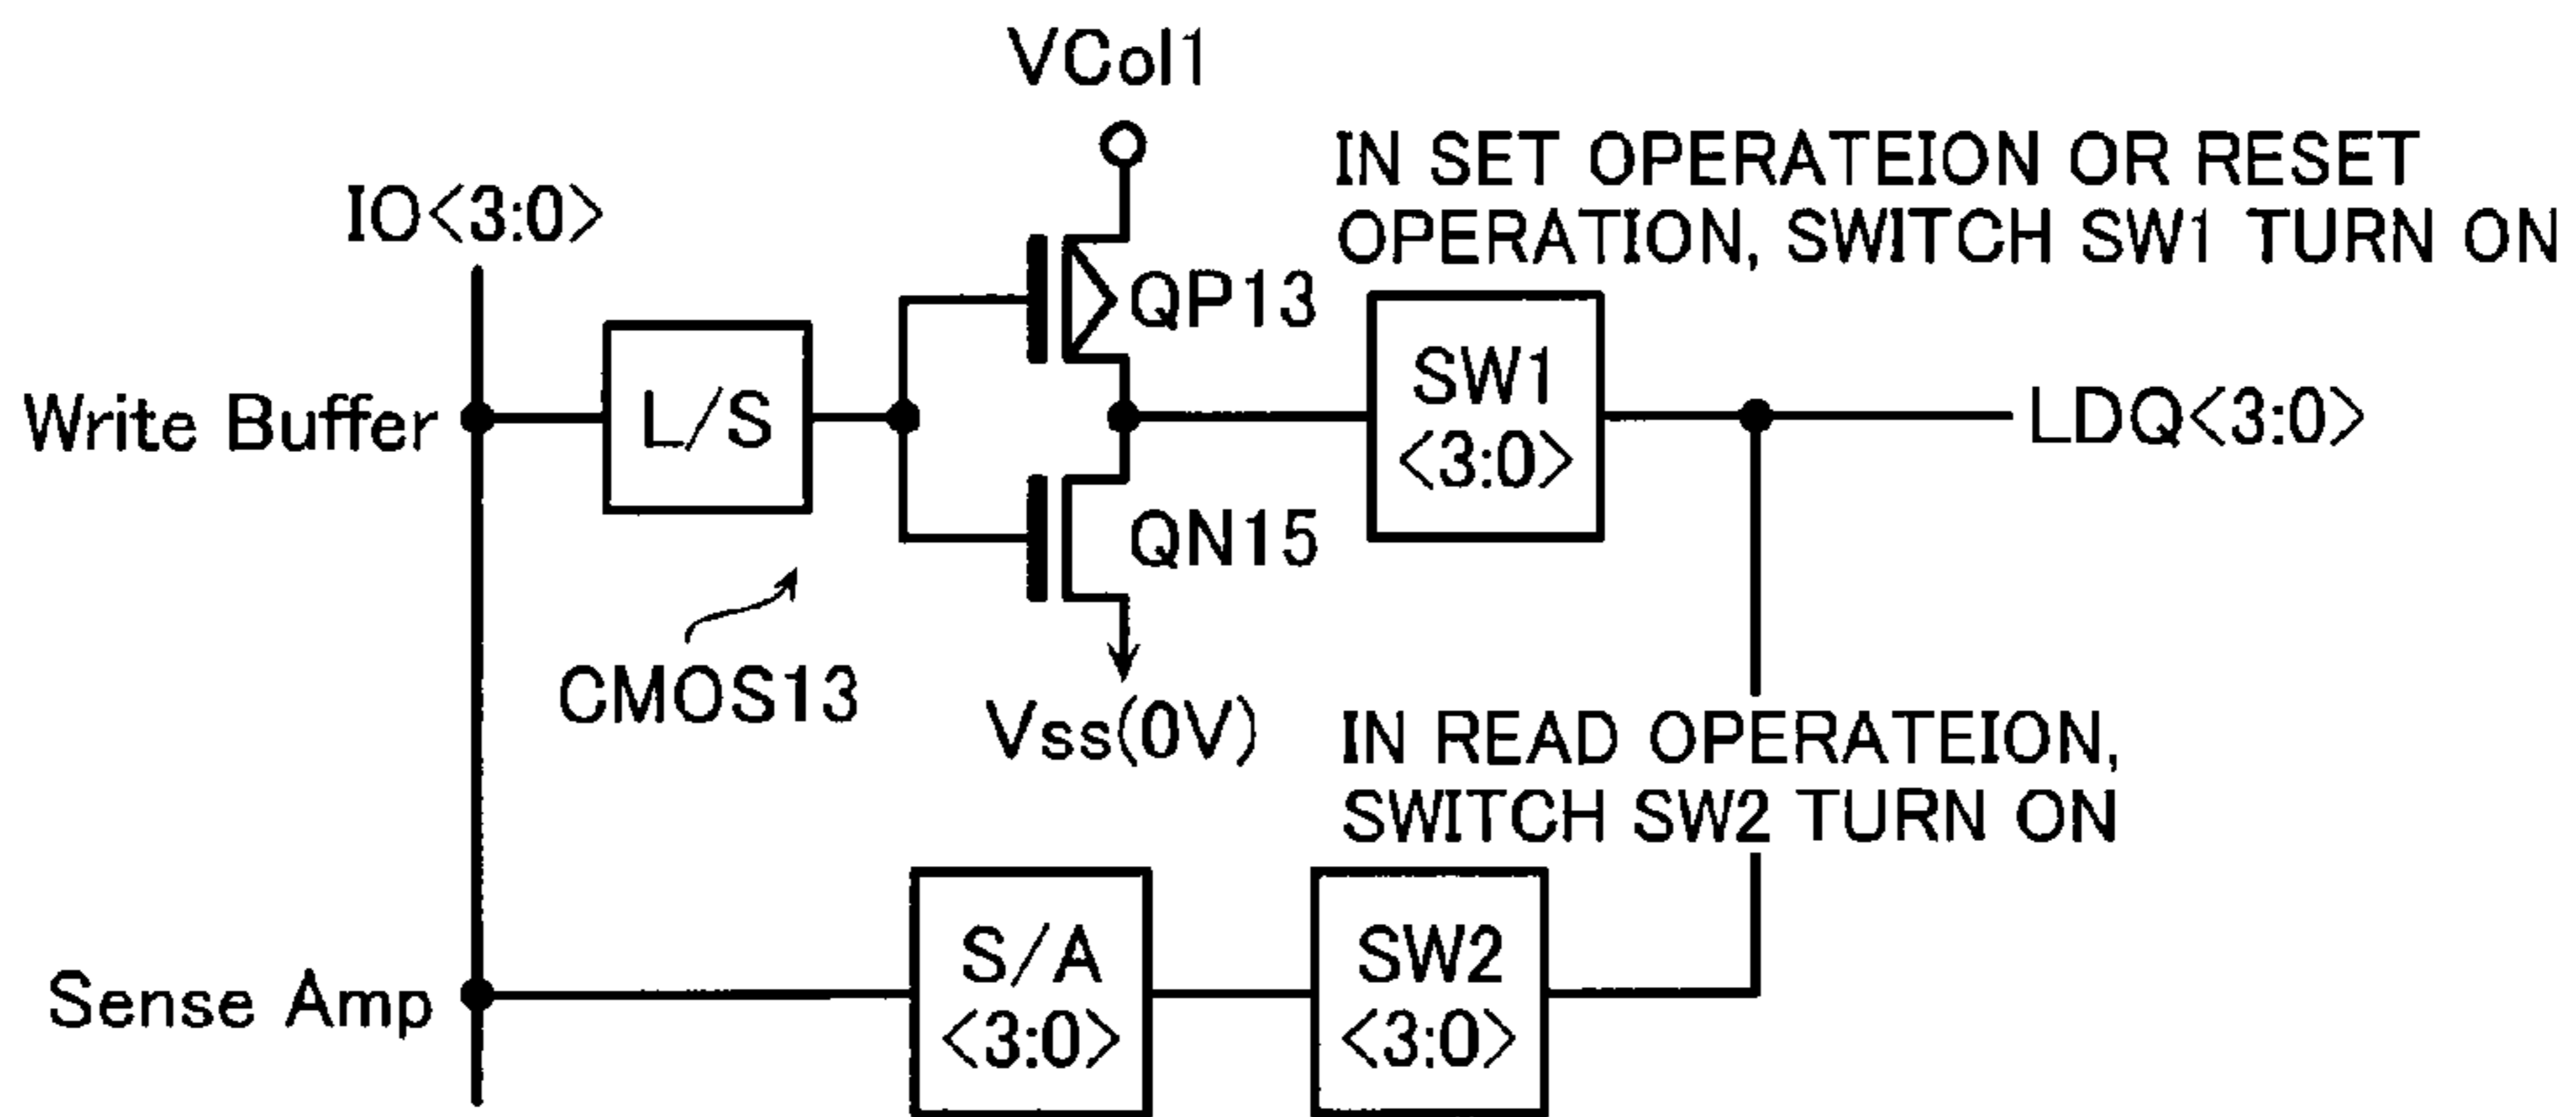 VCol1
IN SET OPERATEION OR RESET
OPERATION, SWITCH SW1 TURN ON
IO<3:0>
QP13
Write Buffer
L/S
SW1
<3:0>
LDQ<3:0>
QN15
CMOS13
Vss(0V)
IN READ OPERATEION,
SWITCH SW2 TURN ON
Sense Amp
S/A
<3:0>
SW2
<3:0>